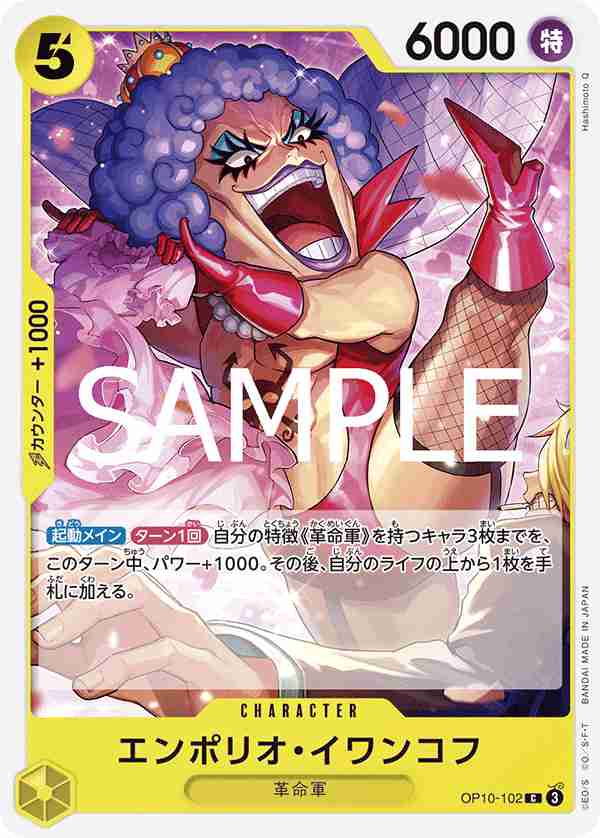 5
6000
特
Hashimoto Q
カウンター +1000
SAMPLE
起動メイン ターン1回 自分の特徴《革命軍》を持つキャラ3枚までを、
このターン中、パワー+1000。その後、自分のライフの上から1枚を手
札に加える。
CHARACTER
エンポリオ・イワンコフ
革命軍
OP10-102 C 3
©E.O/S ©O/S・F・T BANDAI MADE IN JAPAN